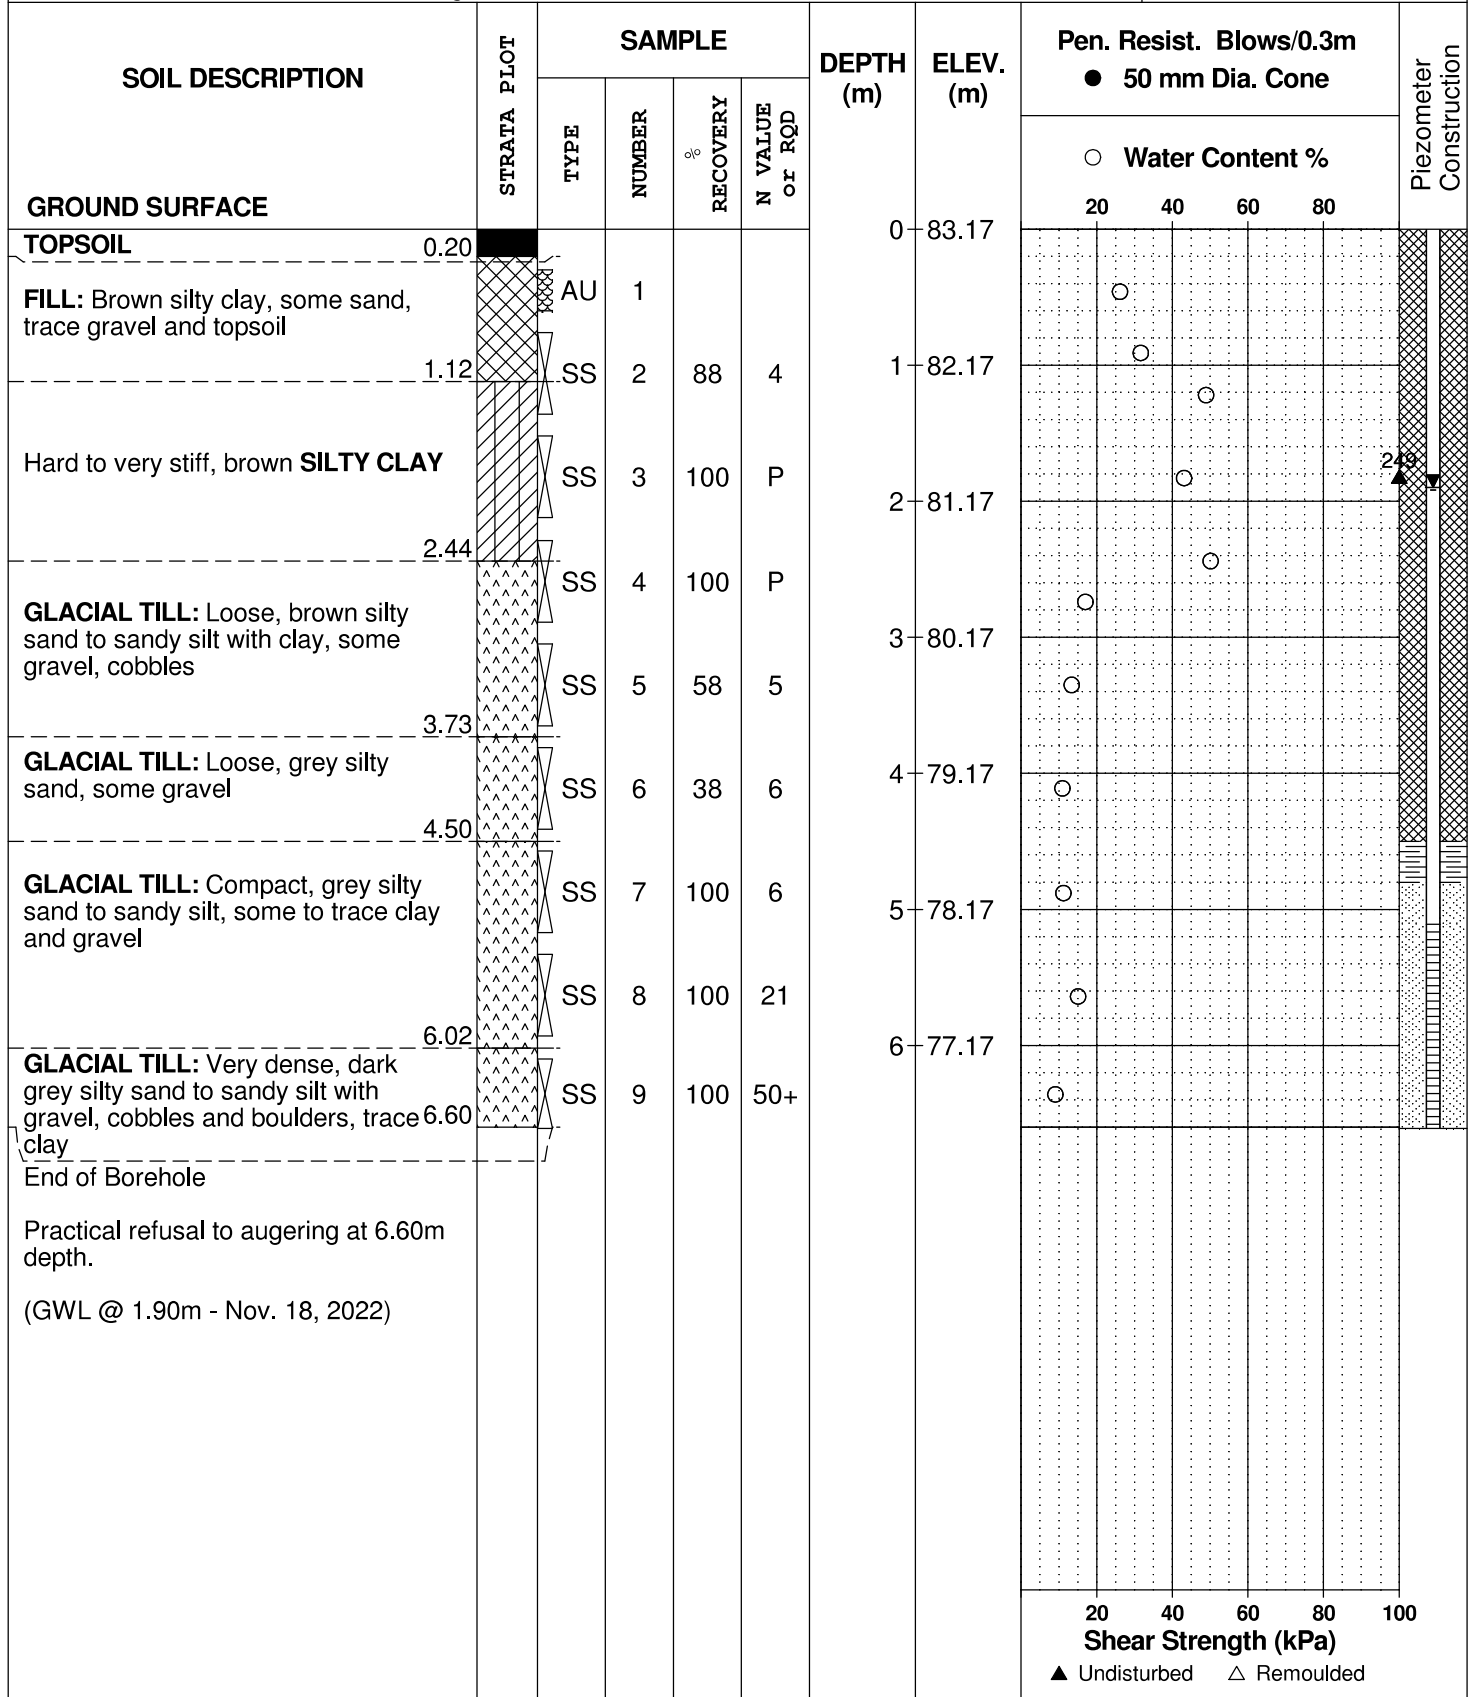 SOIL DESCRIPTION
GROUND SURFACE
STRATA PLOT
SAMPLE
TYPE
NUMBER
%
RECOVERY
N VALUE
or RQD
DEPTH
(m)
ELEV.
(m)
Pen. Resist. Blows/0.3m
● 50 mm Dia. Cone
○ Water Content %
20 40 60 80
Piezometer
Construction
TOPSOIL 0.20
FILL: Brown silty clay, some sand,
trace gravel and topsoil
1.12
Hard to very stiff, brown SILTY CLAY
2.44
GLACIAL TILL: Loose, brown silty
sand to sandy silt with clay, some
gravel, cobbles
3.73
GLACIAL TILL: Loose, grey silty
sand, some gravel
4.50
GLACIAL TILL: Compact, grey silty
sand to sandy silt, some to trace clay
and gravel
6.02
GLACIAL TILL: Very dense, dark
grey silty sand to sandy silt with
gravel, cobbles and boulders, trace 6.60
clay
End of Borehole
Practical refusal to augering at 6.60m
depth.
(GWL @ 1.90m - Nov. 18, 2022)
AU 1
SS 2 88 4
SS 3 100 P
SS 4 100 P
SS 5 58 5
SS 6 38 6
SS 7 100 6
SS 8 100 21
SS 9 100 50+
0 83.17
1 82.17
2 81.17
3 80.17
4 79.17
5 78.17
6 77.17
249
20 40 60 80 100
Shear Strength (kPa)
▲ Undisturbed △ Remoulded